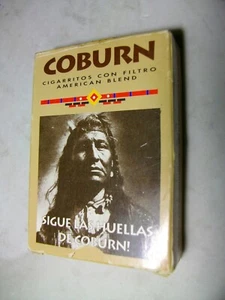 COBURN
CIGARRITOS CON FILTRO
AMERICAN BLEND
¡SIGUE LAS HUELLAS
DE COBURN!